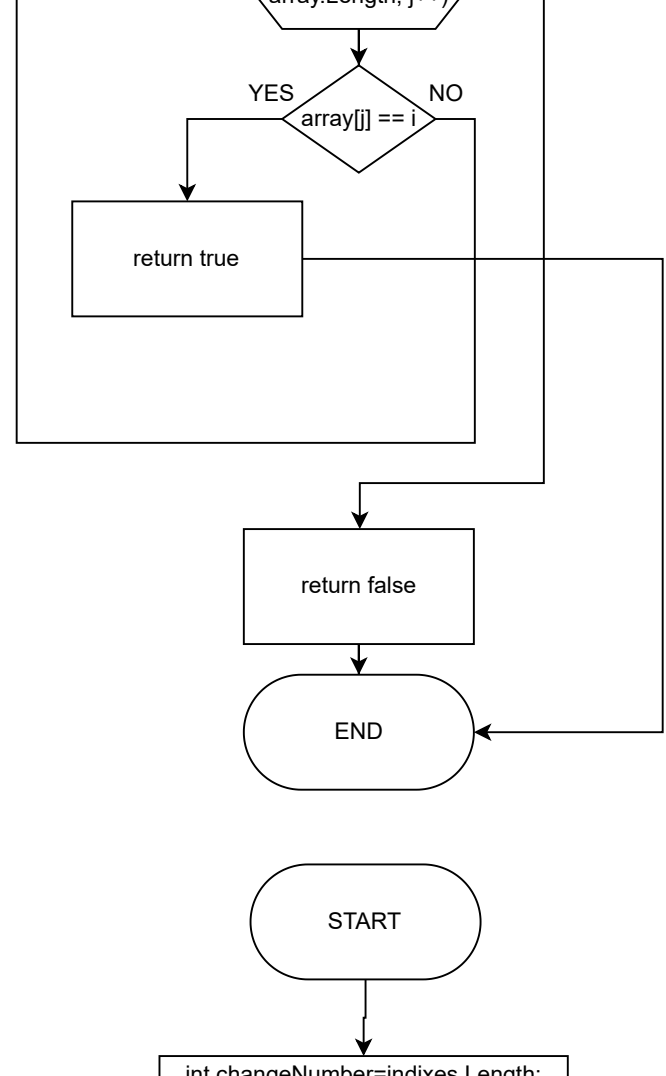 array.Length; j++)
YES
NO
array[j] == i
return true
return false
END
START
int changeNumber=indixes.Length;